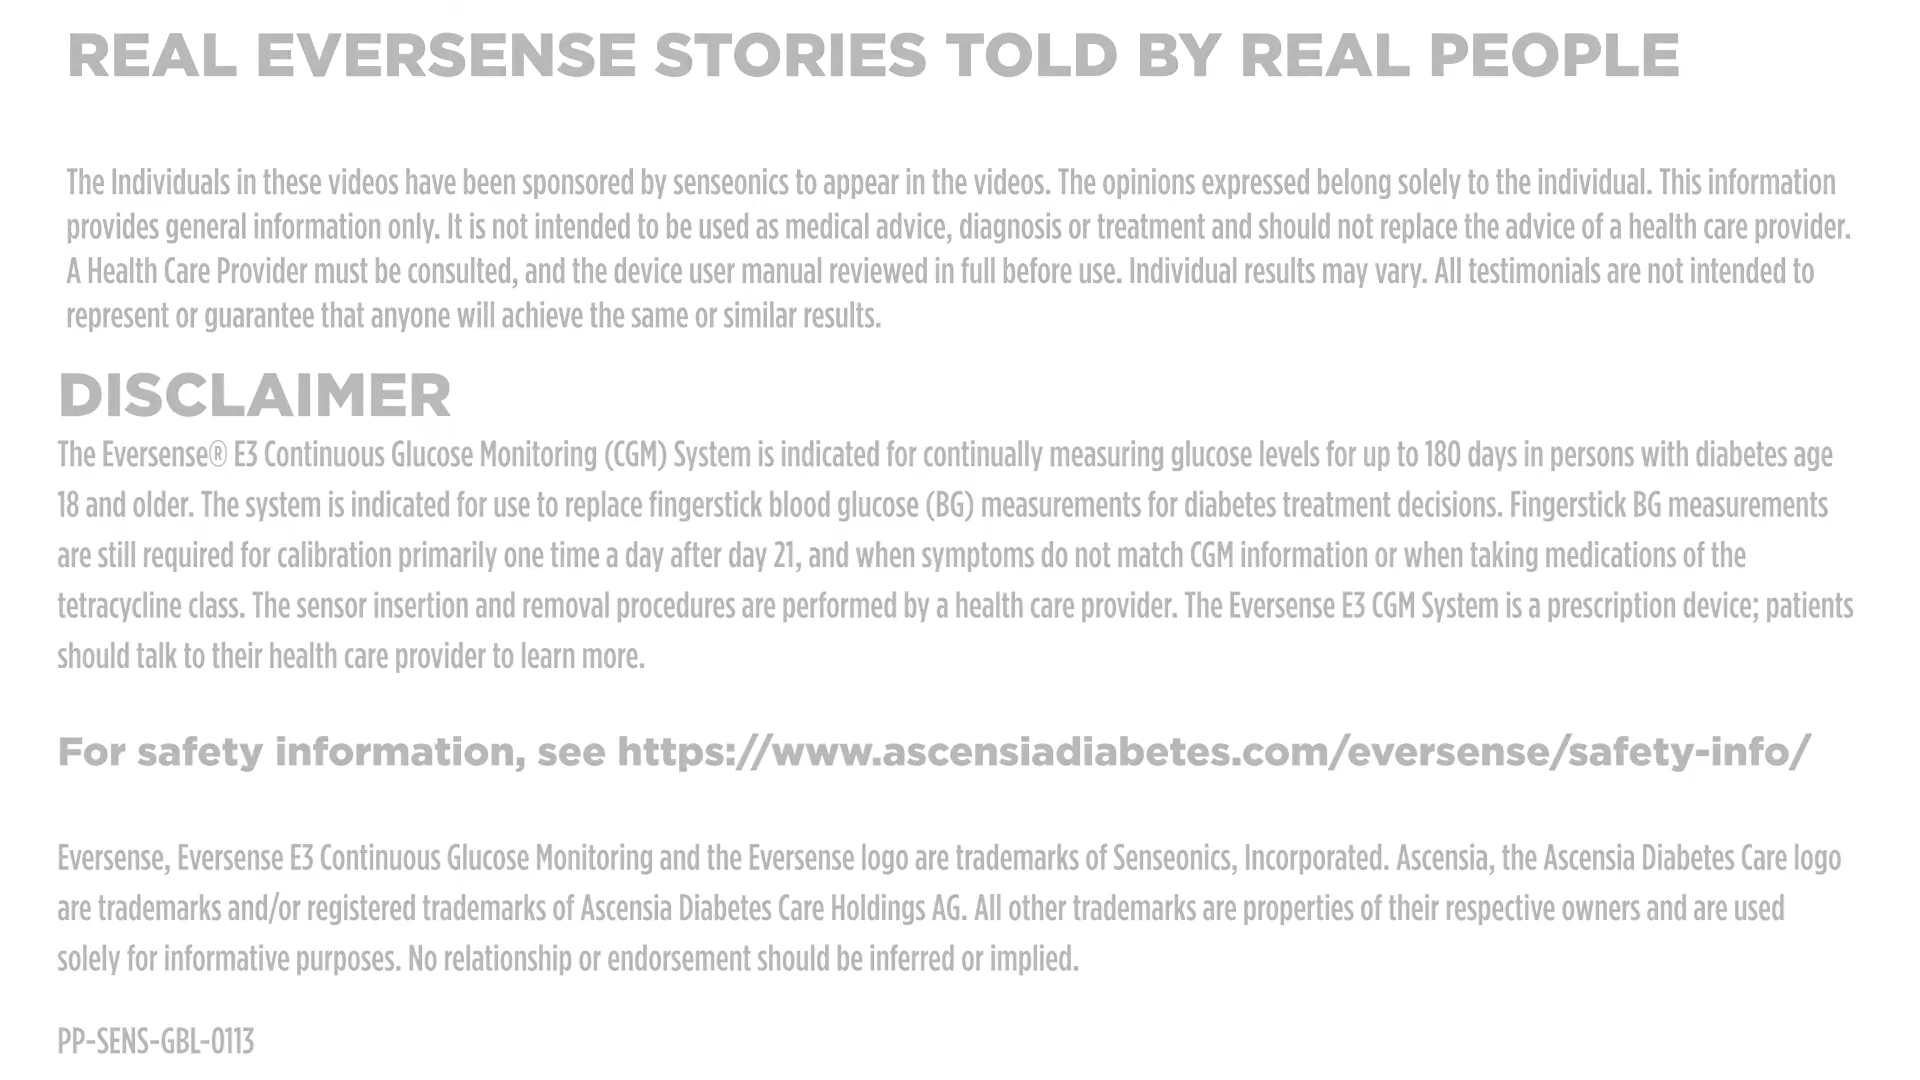 REAL EVERSENSE STORIES TOLD BY REAL PEOPLE
The Individuals in these videos have been sponsored by senseonics to appear in the videos. The opinions expressed belong solely to the individual. This information
provides general information only. It is not intended to be used as medical advice, diagnosis or treatment and should not replace the advice of a health care provider.
A Health Care Provider must be consulted, and the device user manual reviewed in full before use. Individual results may vary. All testimonials are not intended to
represent or guarantee that anyone will achieve the same or similar results.
DISCLAIMER
The Eversense® E3 Continuous Glucose Monitoring (CGM) System is indicated for continually measuring glucose levels for up to 180 days in persons with diabetes age
18 and older. The system is indicated for use to replace fingerstick blood glucose (BG) measurements for diabetes treatment decisions. Fingerstick BG measurements
are still required for calibration primarily one time a day after day 21, and when symptoms do not match CGM information or when taking medications of the
tetracycline class. The sensor insertion and removal procedures are performed by a health care provider. The Eversense E3 CGM System is a prescription device; patients
should talk to their health care provider to learn more.
For safety information, see https://www.ascensiadiabetes.com/eversense/safety-info/
Eversense, Eversense E3 Continuous Glucose Monitoring and the Eversense logo are trademarks of Senseonics, Incorporated. Ascensia, the Ascensia Diabetes Care logo
are trademarks and/or registered trademarks of Ascensia Diabetes Care Holdings AG. All other trademarks are properties of their respective owners and are used
solely for informative purposes. No relationship or endorsement should be inferred or implied.
PP-SENS-GBL-0113